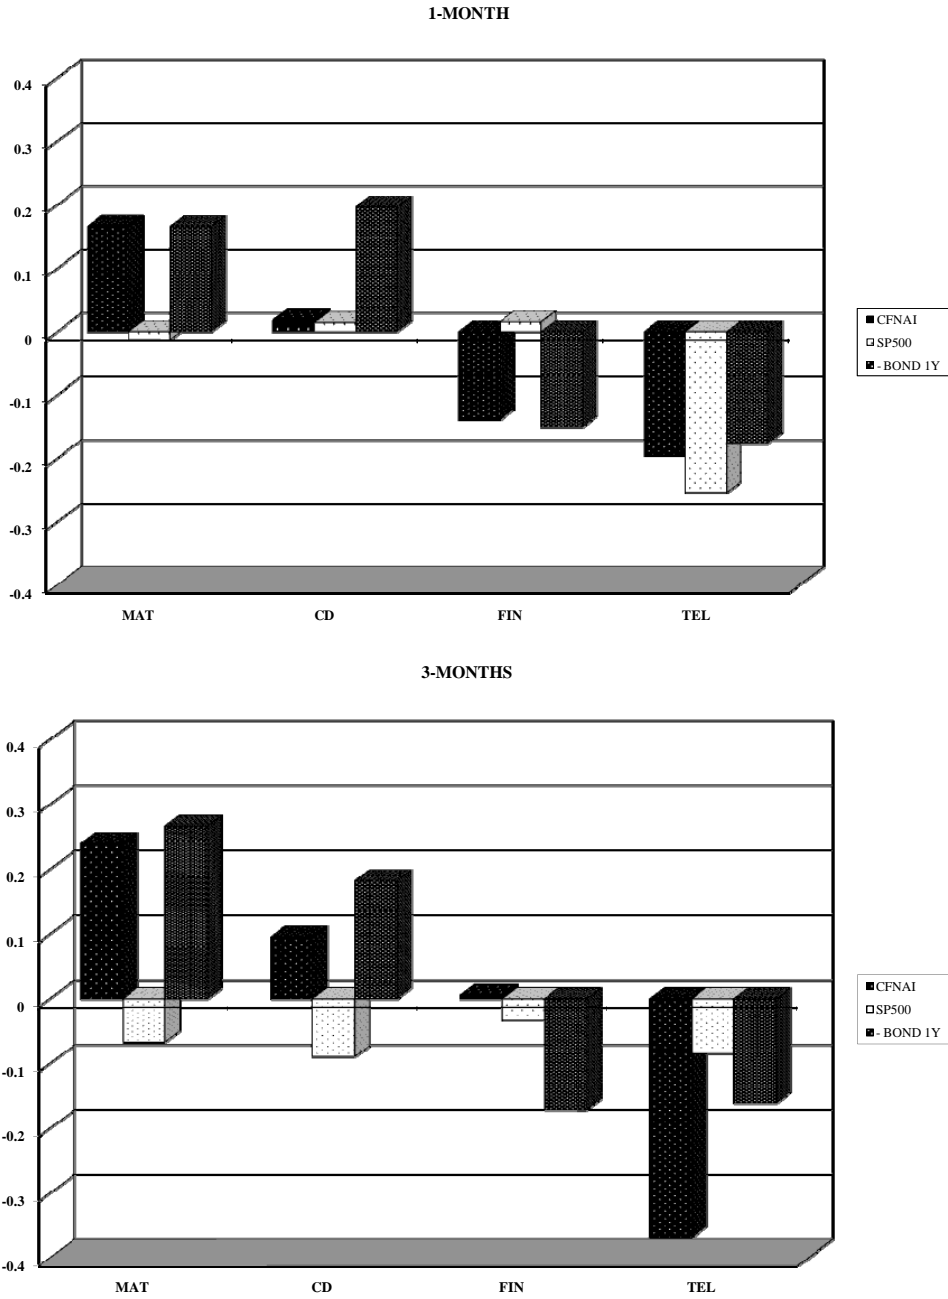 1-MONTH
0.4
0.3
0.2
0.1
0
-0.1
-0.2
-0.3
-0.4
MAT CD FIN TEL
CFNAI
SP500
- BOND 1Y
3-MONTHS
0.4
0.3
0.2
0.1
0
-0.1
-0.2
-0.3
-0.4
MAT CD FIN TEL
CFNAI
SP500
- BOND 1Y